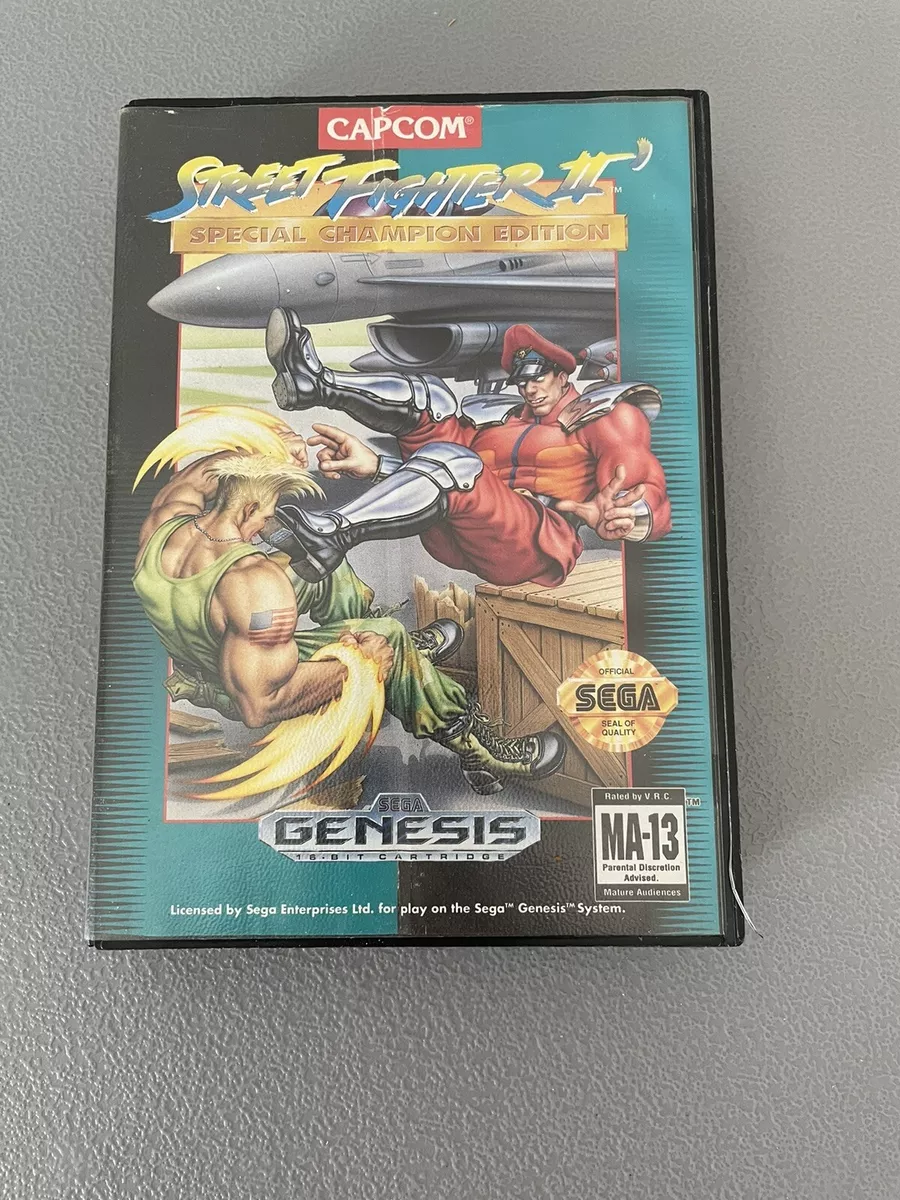 CAPCOM®
STREET FIGHTER II'
TM
SPECIAL CHAMPION EDITION
OFFICIAL
SEGA
SEAL OF
QUALITY
Rated by V.R.C.
TM
MA-13
Parental Discretion
Advised.
Mature Audiences
SEGA
GENESIS
16-BIT CARTRIDGE
Licensed by Sega Enterprises Ltd. for play on the Sega™ Genesis™ System.